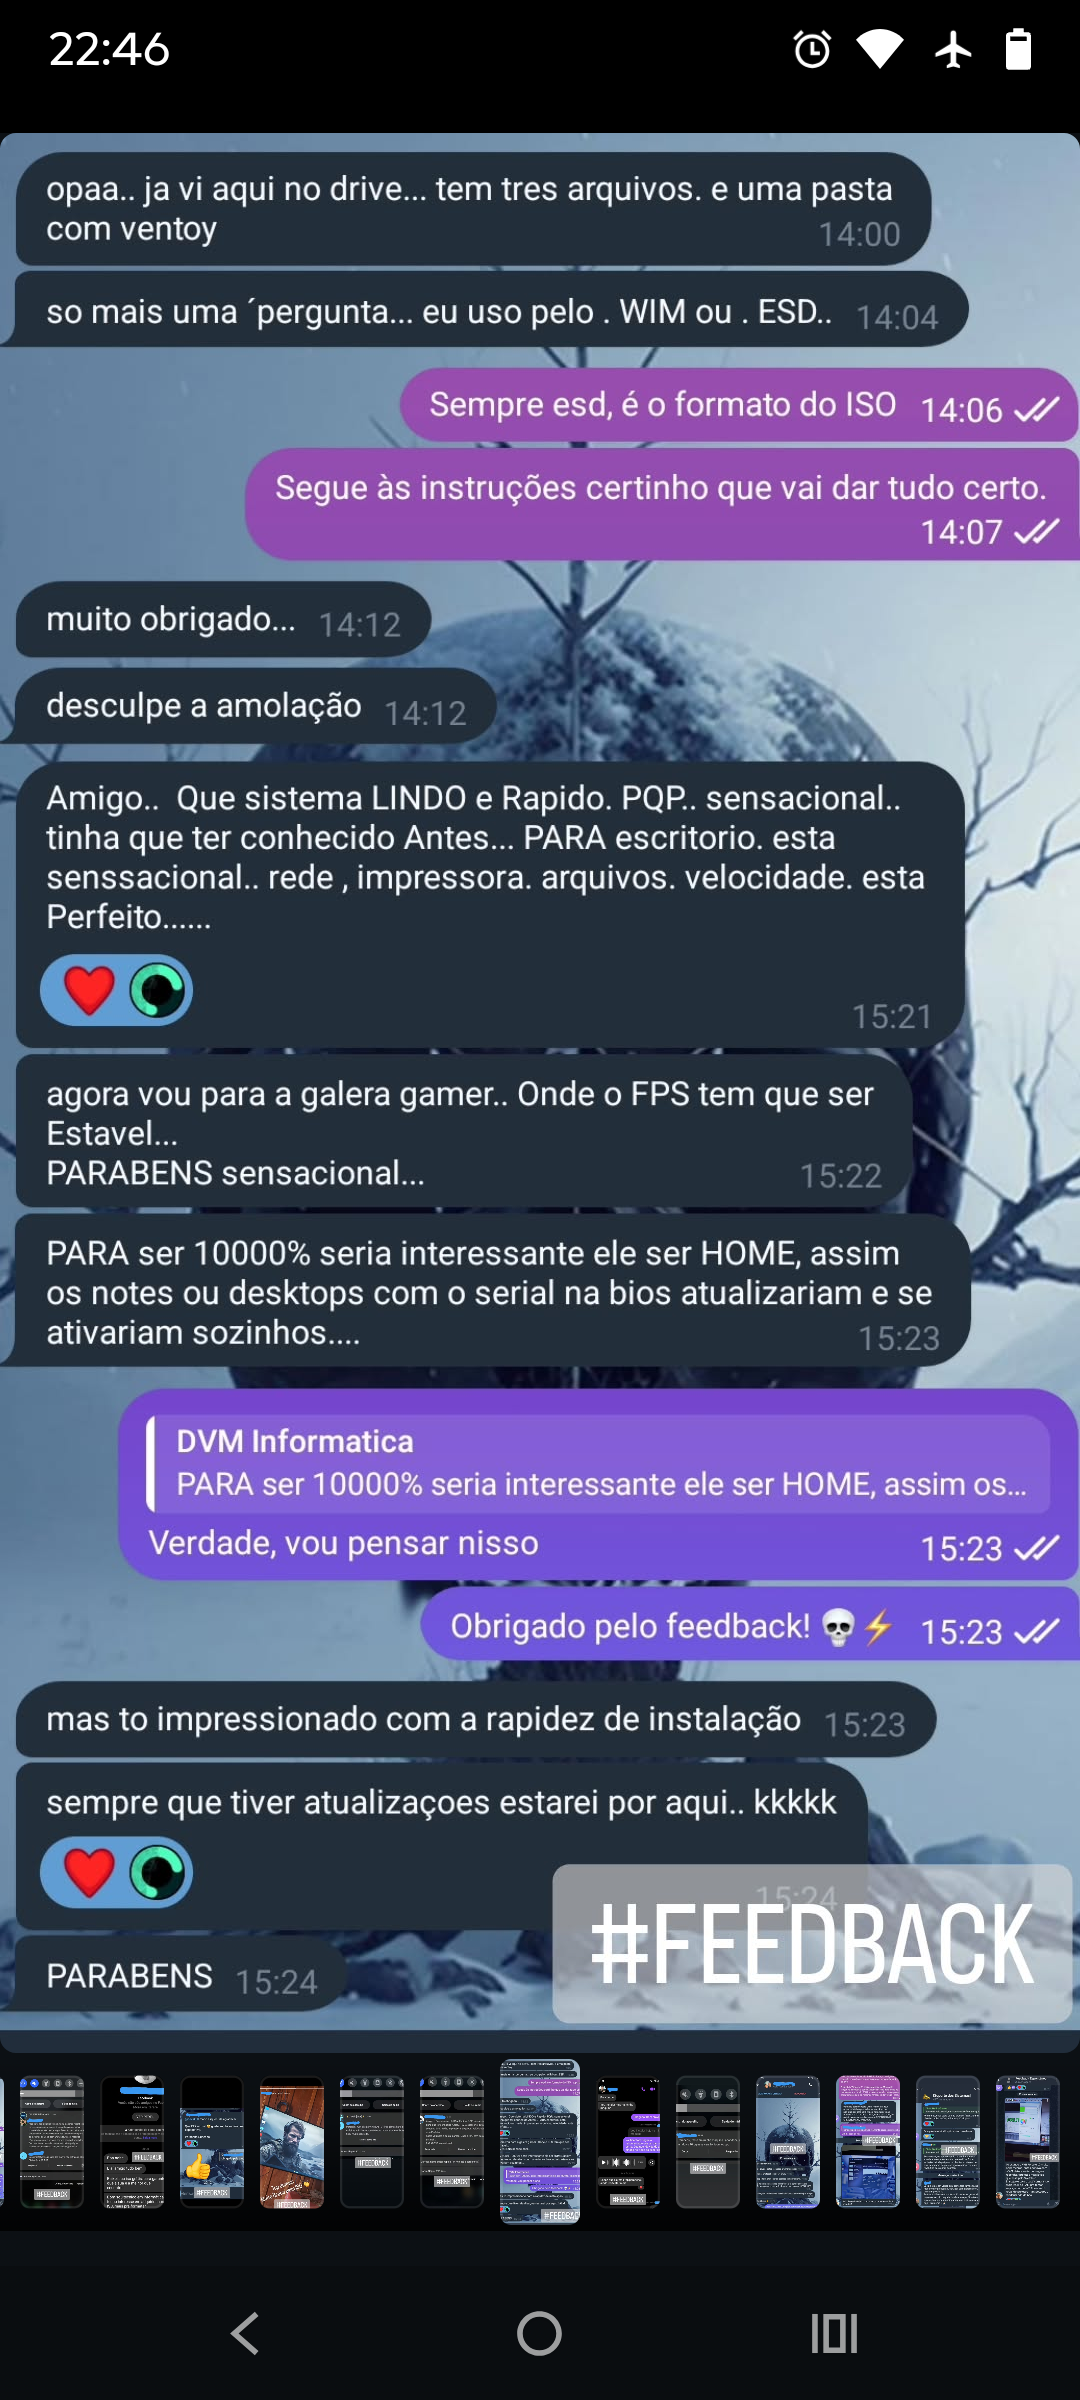 22:46
opaa.. ja vi aqui no drive... tem tres arquivos. e uma pasta
com ventoy
14:00
so mais uma ´pergunta... eu uso pelo . WIM ou . ESD..
14:04
Sempre esd, é o formato do ISO
14:06
Segue às instruções certinho que vai dar tudo certo.
14:07
muito obrigado...
14:12
desculpe a amolação
14:12
Amigo..  Que sistema LINDO e Rapido. PQP.. sensacional..
tinha que ter conhecido Antes... PARA escritorio. esta
senssacional.. rede , impressora. arquivos. velocidade. esta
Perfeito......
15:21
agora vou para a galera gamer.. Onde o FPS tem que ser
Estavel...
PARABENS sensacional...
15:22
PARA ser 10000% seria interessante ele ser HOME, assim
os notes ou desktops com o serial na bios atualizariam e se
ativariam sozinhos....
15:23
DVM Informatica
PARA ser 10000% seria interessante ele ser HOME, assim os...
Verdade, vou pensar nisso
15:23
Obrigado pelo feedback! 💀⚡
15:23
mas to impressionado com a rapidez de instalação
15:23
sempre que tiver atualizaçoes estarei por aqui.. kkkkk
15:24
#FEEDBACK
PARABENS
15:24